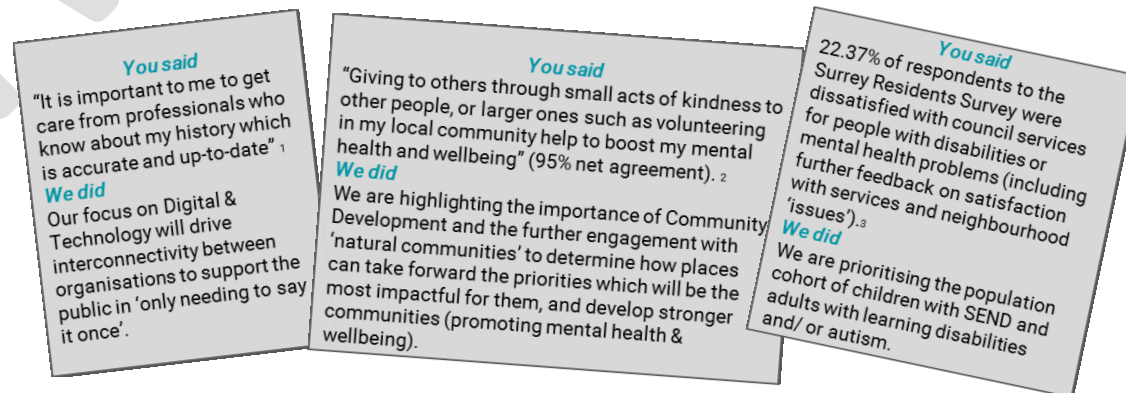 You said
“It is important to me to get
care from professionals who
know about my history which
is accurate and up-to-date” 1
We did
Our focus on Digital &
Technology will drive
interconnectivity between
organisations to support the
public in ‘only needing to say
it once’.
You said
“Giving to others through small acts of kindness to
other people, or larger ones such as volunteering
in my local community help to boost my mental
health and wellbeing” (95% net agreement). 2
We did
We are highlighting the importance of Community
Development and the further engagement with
‘natural communities’ to determine how places
can take forward the priorities which will be the
most impactful for them, and develop stronger
communities (promoting mental health &
wellbeing).
You said
22.37% of respondents to the
Surrey Residents Survey were
dissatisfied with council services
for people with disabilities or
mental health problems (including
further feedback on satisfaction
with services and neighbourhood
‘issues’).3
We did
We are prioritising the population
cohort of children with SEND and
adults with learning disabilities
and/ or autism.